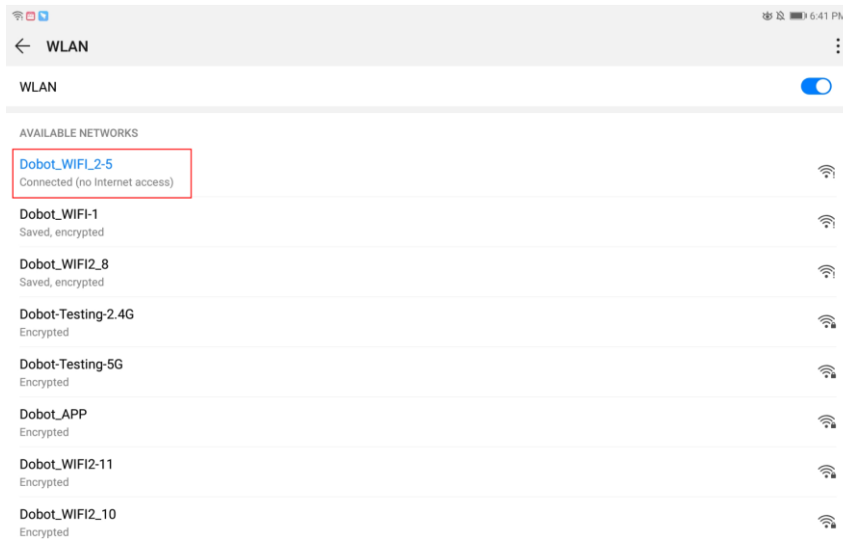 6:41 PM
WLAN
WLAN
AVAILABLE NETWORKS
Dobot_WIFI_2-5
Connected (no Internet access)
Dobot_WIFI-1
Saved, encrypted
Dobot_WIFI2_8
Saved, encrypted
Dobot-Testing-2.4G
Encrypted
Dobot-Testing-5G
Encrypted
Dobot_APP
Encrypted
Dobot_WIFI2-11
Encrypted
Dobot_WIFI2_10
Encrypted